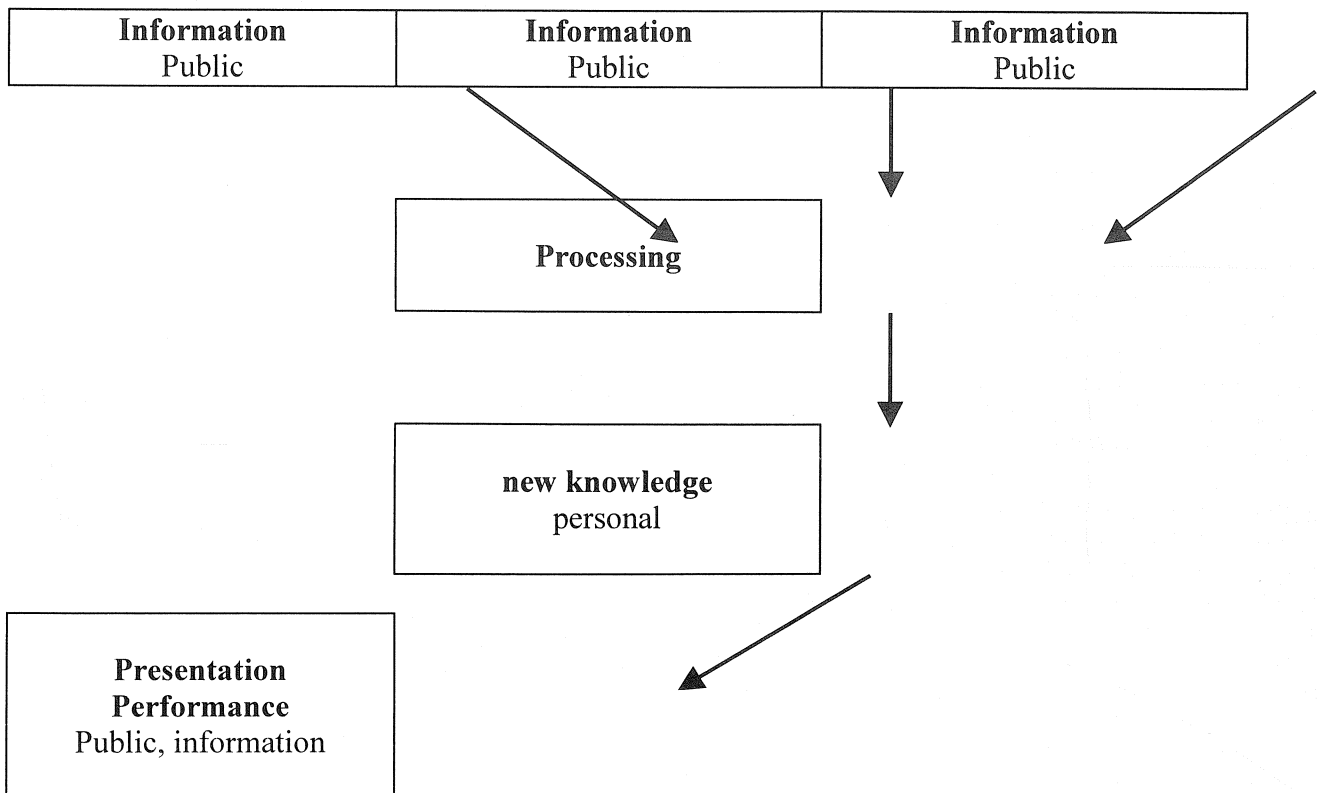 Information
Public
Information
Public
Information
Public
Processing
new knowledge
personal
Presentation
Performance
Public, information